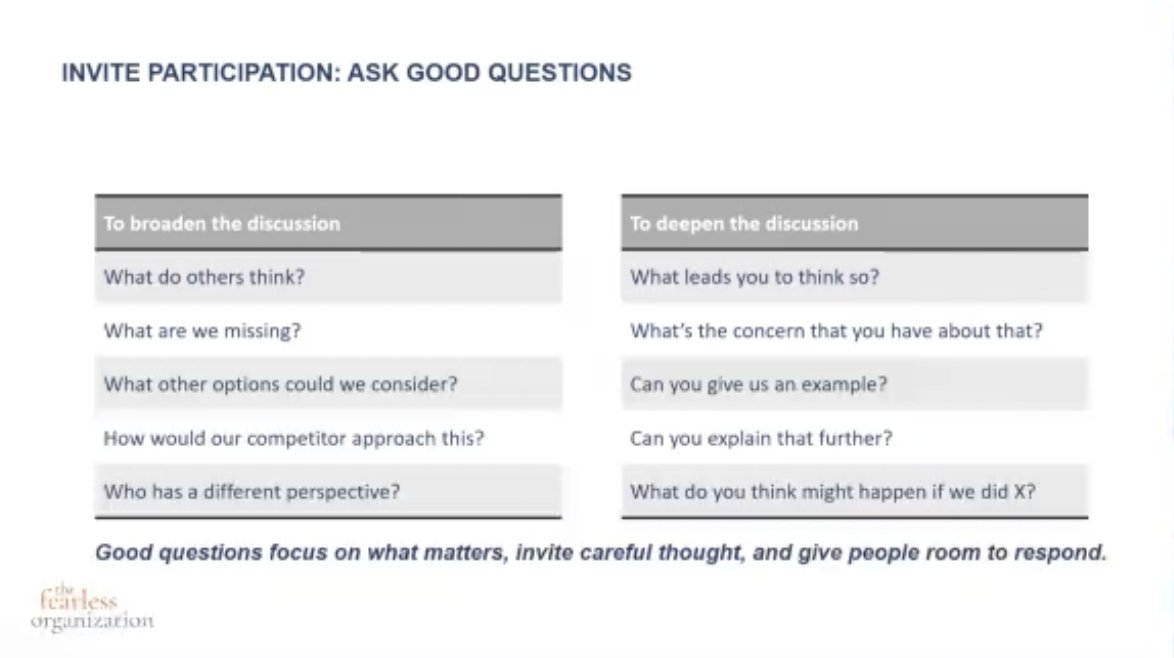 INVITE PARTICIPATION: ASK GOOD QUESTIONS
To broaden the discussion
What do others think?
What are we missing?
What other options could we consider?
How would our competitor approach this?
Who has a different perspective?
To deepen the discussion
What leads you to think so?
What's the concern that you have about that?
Can you give us an example?
Can you explain that further?
What do you think might happen if we did X?
Good questions focus on what matters, invite careful thought, and give people room to respond.
the
fearless
organization